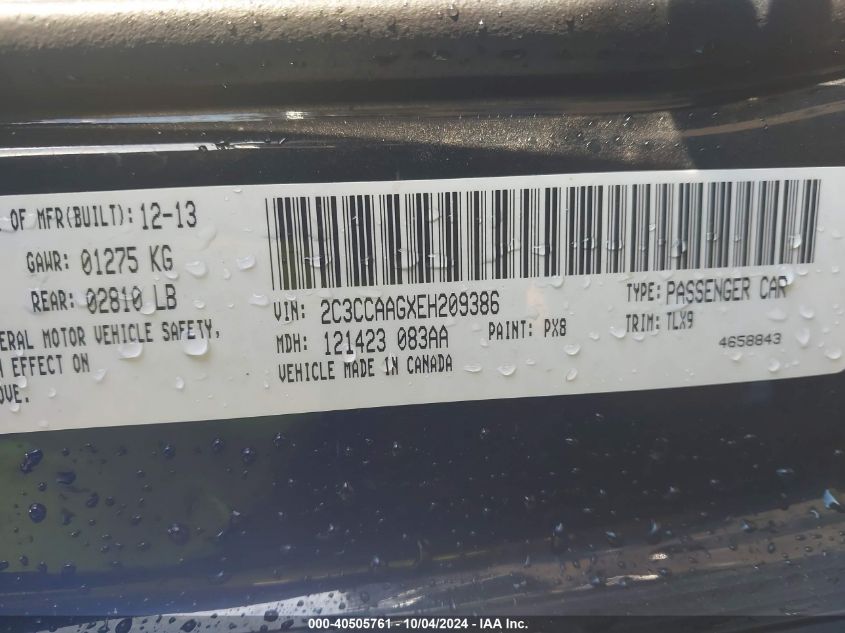 OF MFR(BUILT): 12-13
GAWR: 01275 KG
REAR: 02810 LB
MOTOR VEHICLE SAFETY,
EFFECT ON
VIN: 2C3CCAAGXEH209386
TYPE: PASSENGER CAR
MDH: 121423 083AA
PAINT: PX8
TRIM: TLX9
VEHICLE MADE IN CANADA
4658843
000-40505761 - 10/04/2024 - IAA Inc.